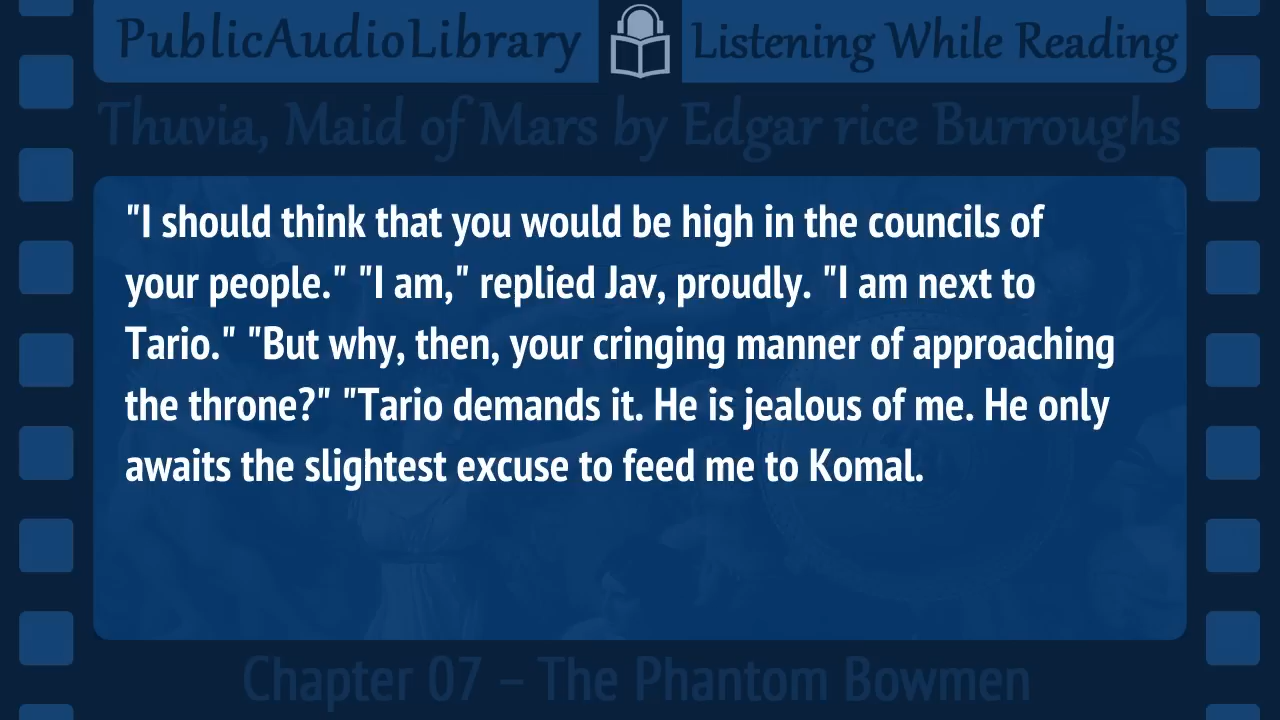 PublicAudioLibrary
Listening While Reading
Thuvia, Maid of Mars by Edgar rice Burroughs
"I should think that you would be high in the councils of
your people." "I am," replied Jav, proudly. "I am next to
Tario." "But why, then, your cringing manner of approaching
the throne?" "Tario demands it. He is jealous of me. He only
awaits the slightest excuse to feed me to Komal.
Chapter 07 – The Phantom Bowmen